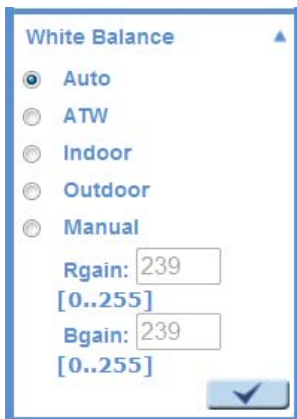 White Balance
Auto
ATW
Indoor
Outdoor
Manual
Rgain: 239
[0..255]
Bgain: 239
[0..255]